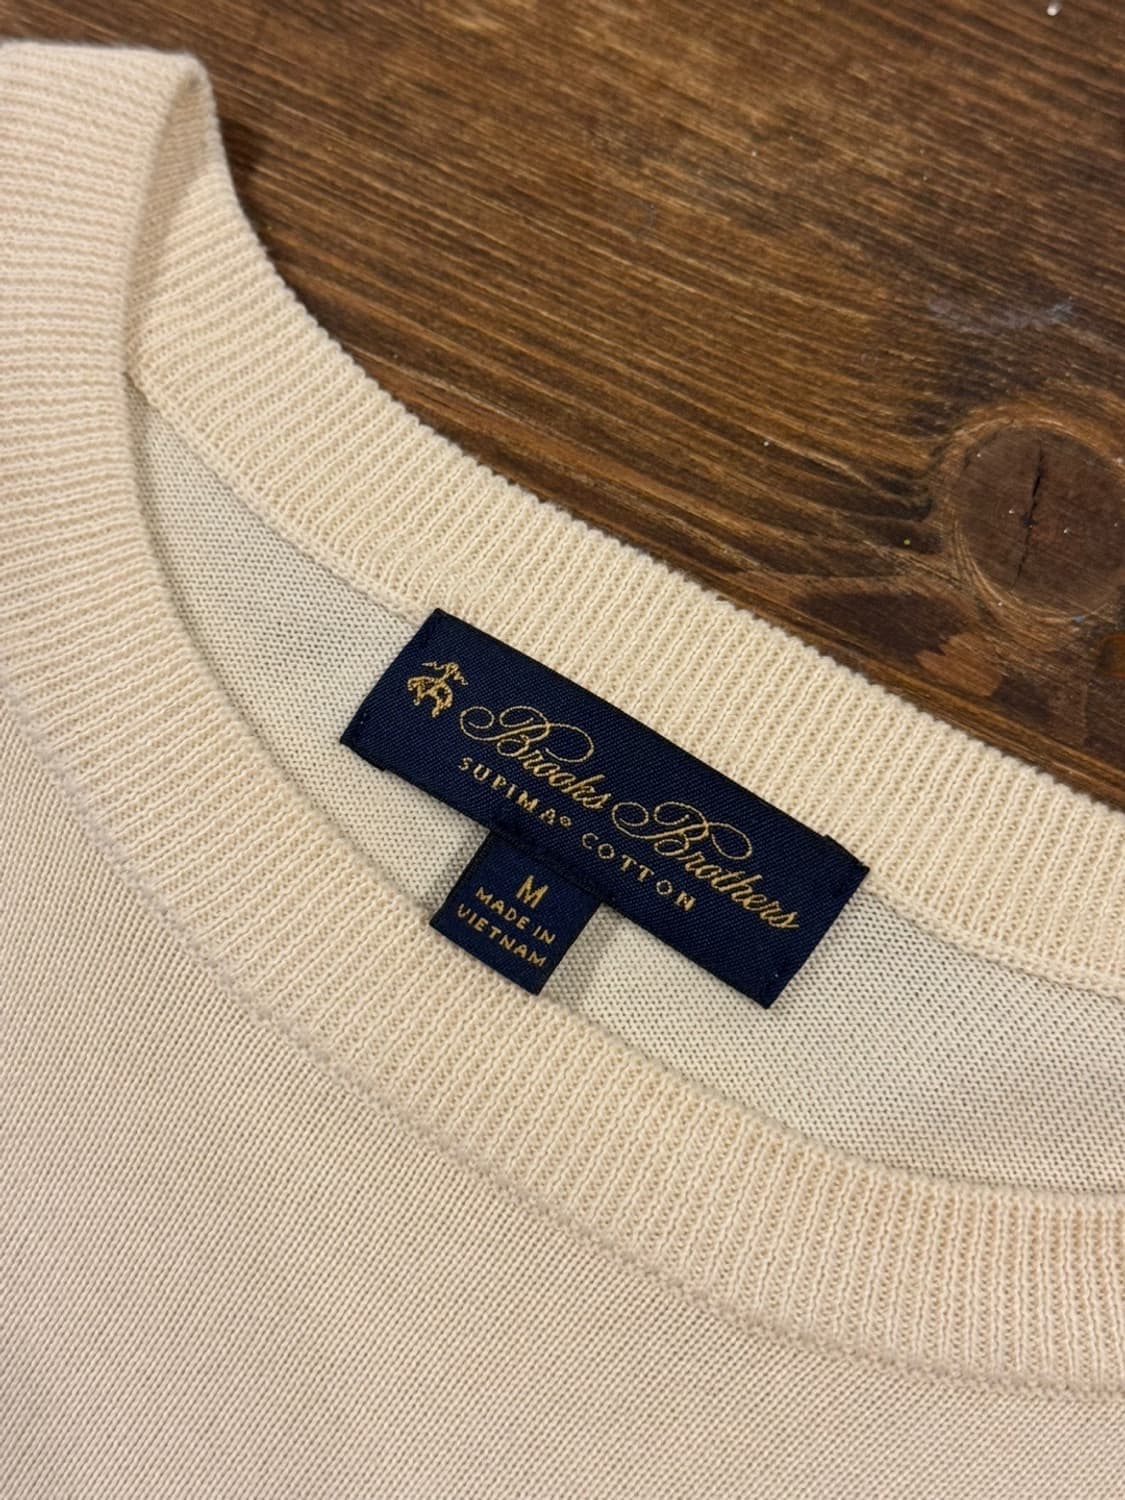 Brooks Brothers
SUPIMA® COTTON
M
MADE IN
VIETNAM